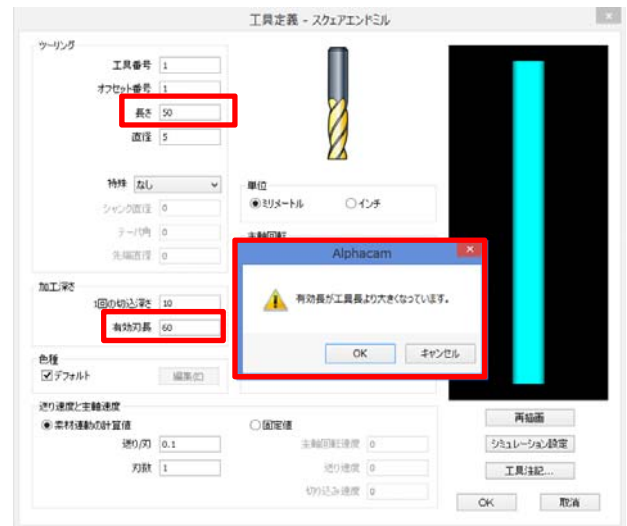 工具定義 - スクェアエンドミル
ツーリング
工具番号 1
オフセット番号 1
長さ 50
直径 5
特殊 なし
シャンク直径 0
テーパ角 0
先端直径 0
単位
ミリメートル インチ
主軸回転
Alphacam
有効長が工具長より大きくなっています。
OK キャンセル
加工深さ
1回の切込深さ 10
有効刃長 60
色種
デフォルト 編集(E)
送り速度と主軸速度
素材連動の計算値 固定値
送り/刃 0.1 主軸回転速度 0
刃数 1 送り速度 0
切り込み速度 0
再描画
シミュレーション設定
工具注記...
OK 取消